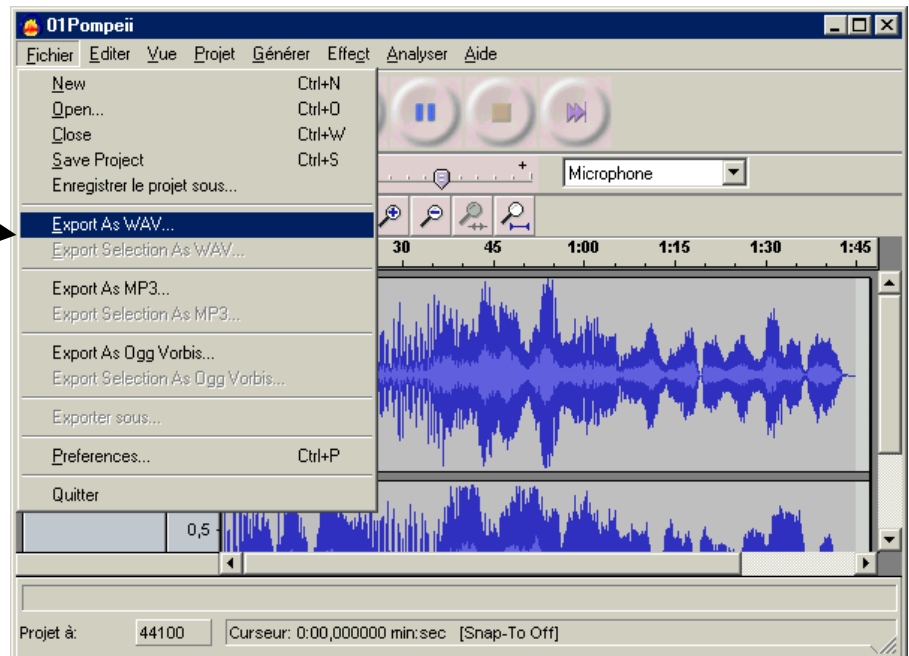 01Pompeii
Fichier Editer Vue Projet Générer Effect Analyser Aide
New Ctrl+N
Open... Ctrl+O
Close Ctrl+W
Save Project Ctrl+S
Enregistrer le projet sous...
Export As WAV...
Export Selection As WAV...
Export As MP3...
Export Selection As MP3...
Export As Ogg Vorbis...
Export Selection As Ogg Vorbis...
Exporter sous...
Preferences... Ctrl+P
Quitter
+
Microphone
30 45 1:00 1:15 1:30 1:45
0,5
Projet à: 44100 Curseur: 0:00,000000 min:sec [Snap-To Off]